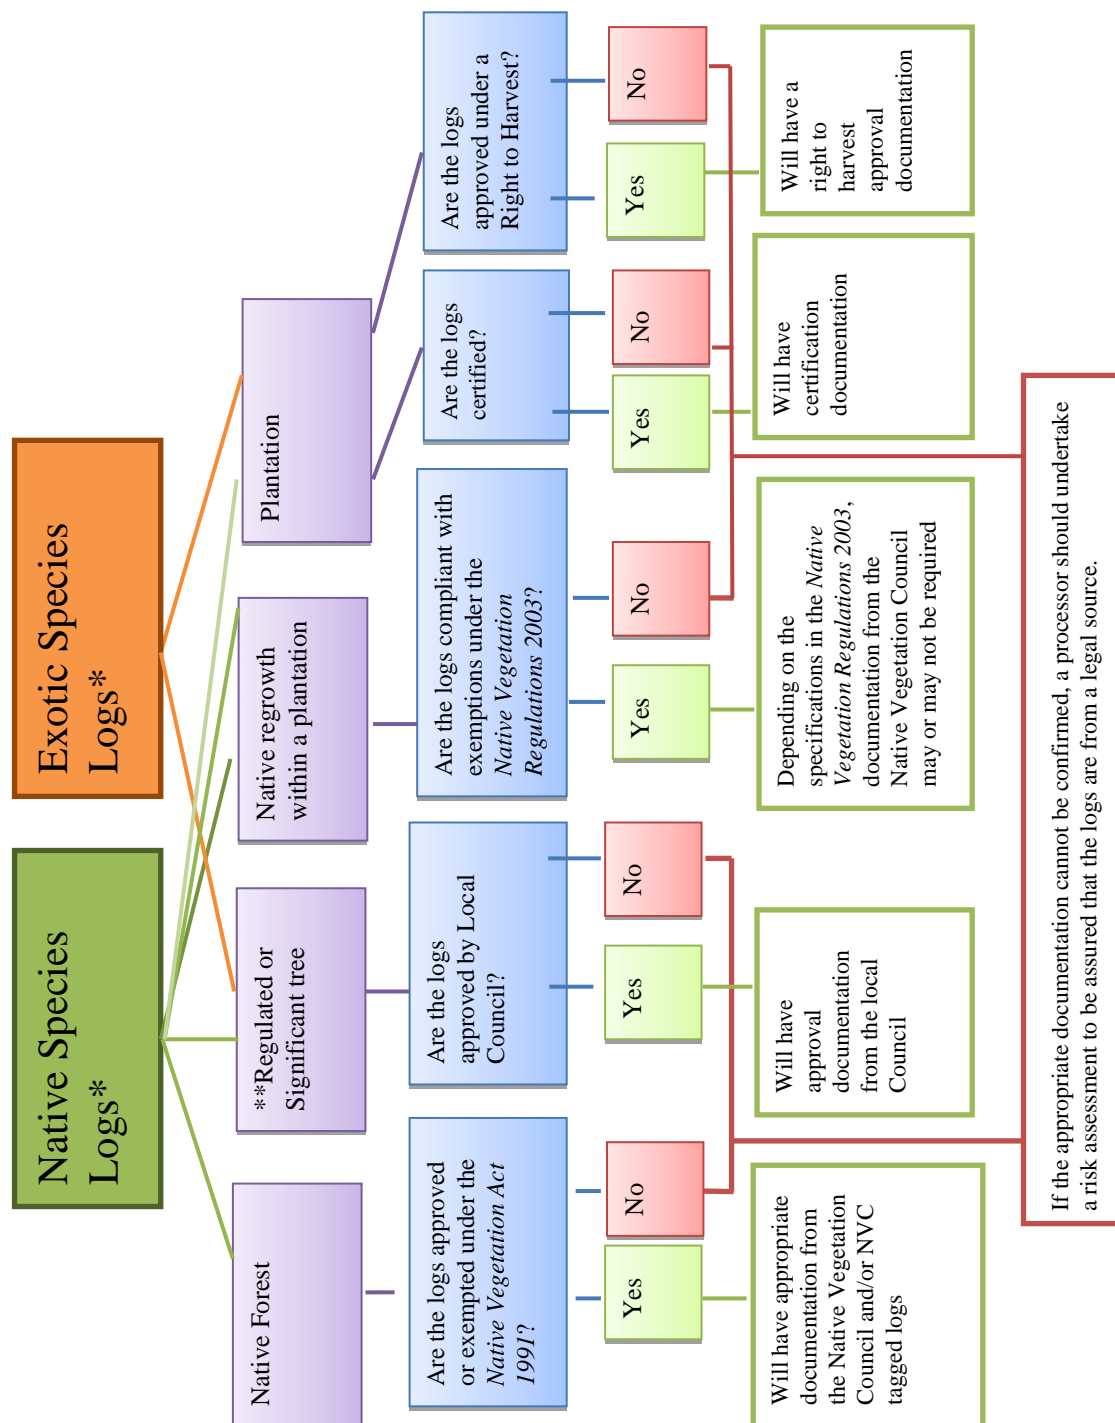 Native Species
Logs*
Exotic Species
Logs*
Native Forest
**Regulated or
Significant tree
Native regrowth
within a plantation
Plantation
Are the logs approved
or exempted under the
Native Vegetation Act
1991?
Are the logs
approved by Local
Council?
Are the logs compliant with
exemptions under the
Native Vegetation
Regulations 2003?
Are the logs
certified?
Are the logs
approved under a
Right to Harvest?
Yes
No
Yes
No
Yes
No
Yes
No
Yes
No
Will have appropriate
documentation from
the Native Vegetation
Council and/or NVC
tagged logs
Will have
approval
documentation
from the local
Council
Depending on the
specifications in the Native
Vegetation Regulations 2003,
documentation from the
Native Vegetation Council
may or may not be required
Will have
certification
documentation
Will have a
right to
harvest
approval
documentation
If the appropriate documentation cannot be confirmed, a processor should undertake
a risk assessment to be assured that the logs are from a legal source.